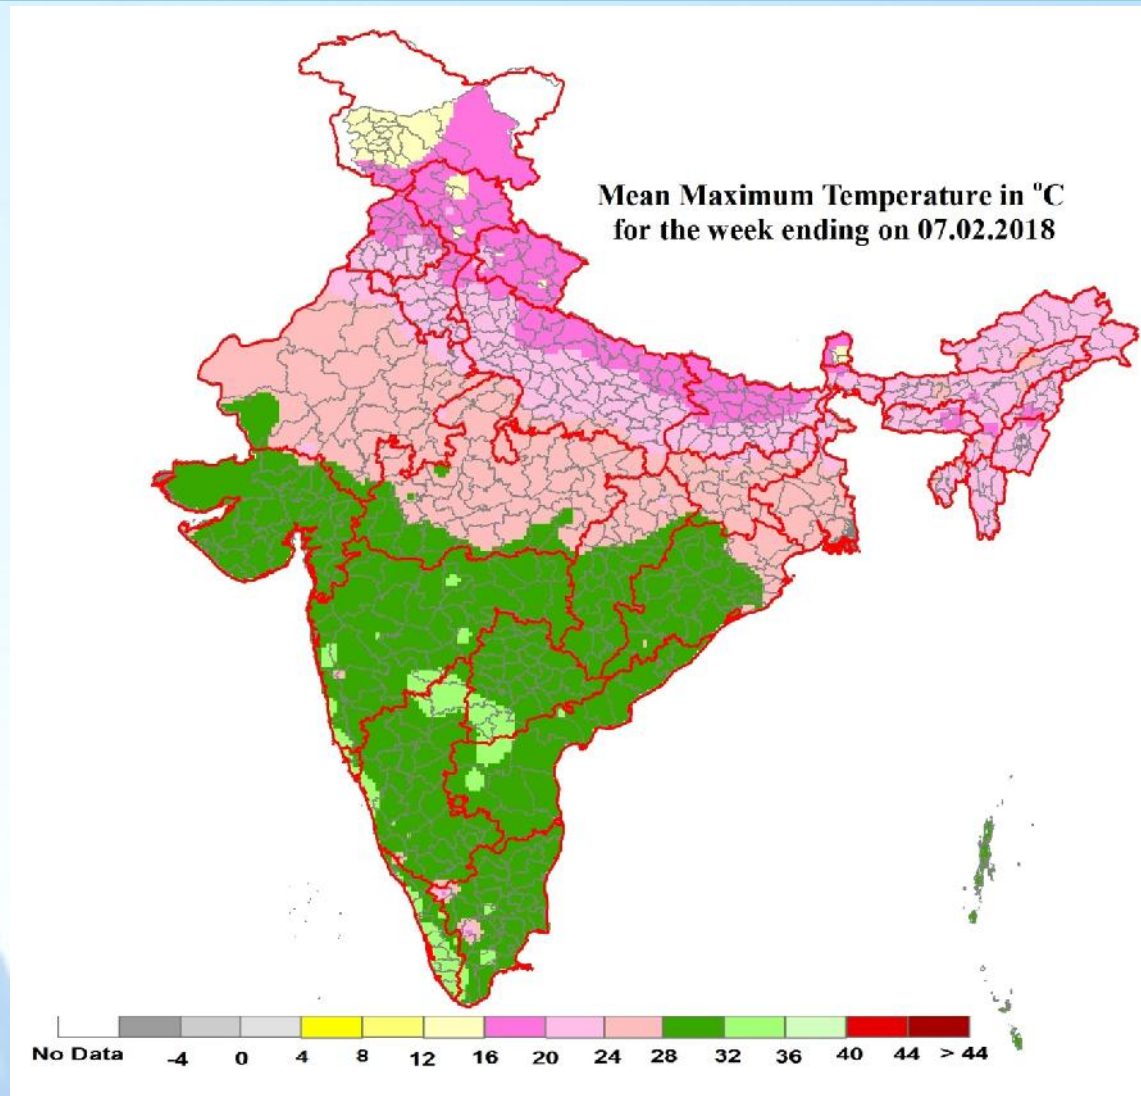 Mean Maximum Temperature in °C
for the week ending on 07.02.2018
No Data -4 0 4 8 12 16 20 24 28 32 36 40 44 > 44